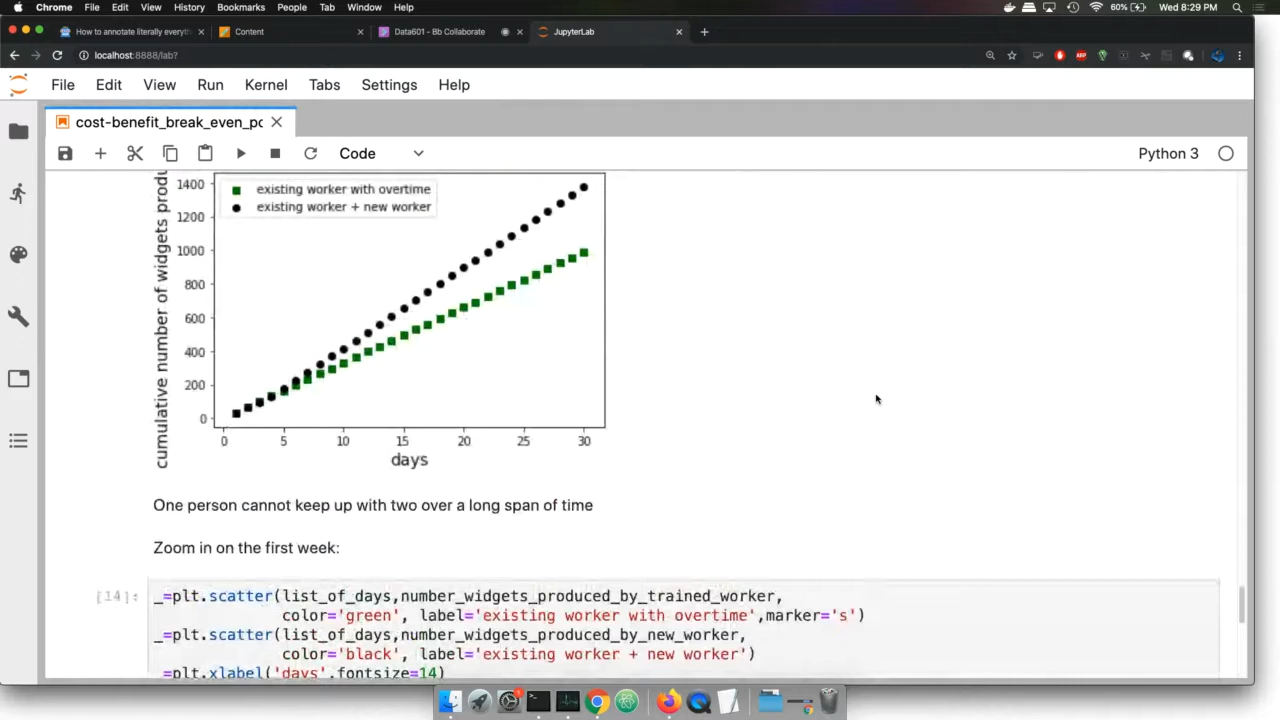 Chrome File Edit View History Bookmarks People Tab Window Help 60% Wed 8:29 PM
How to annotate literally everyth Content Data601 - Bb Collaborate JupyterLab
localhost:8888/lab?
File Edit View Run Kernel Tabs Settings Help
cost-benefit_break_even_pc
Code Python 3
cumulative number of widgets produ
1400
1200
1000
800
600
400
200
0
existing worker with overtime
existing worker + new worker
0 5 10 15 20 25 30
days
One person cannot keep up with two over a long span of time
Zoom in on the first week:
[14]:
_=plt.scatter(list_of_days,number_widgets_produced_by_trained_worker,
color='green', label='existing worker with overtime',marker='s')
_=plt.scatter(list_of_days,number_widgets_produced_by_new_worker,
color='black', label='existing worker + new worker')
_=plt.xlabel('days',fontsize=14)